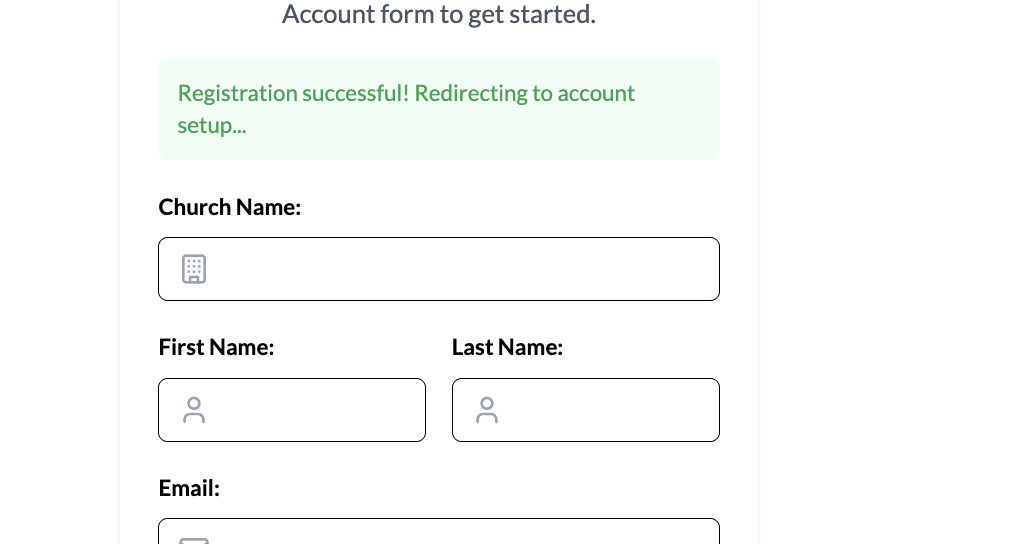 Account form to get started.
Registration successful! Redirecting to account
setup...
Church Name:
First Name:
Last Name:
Email: